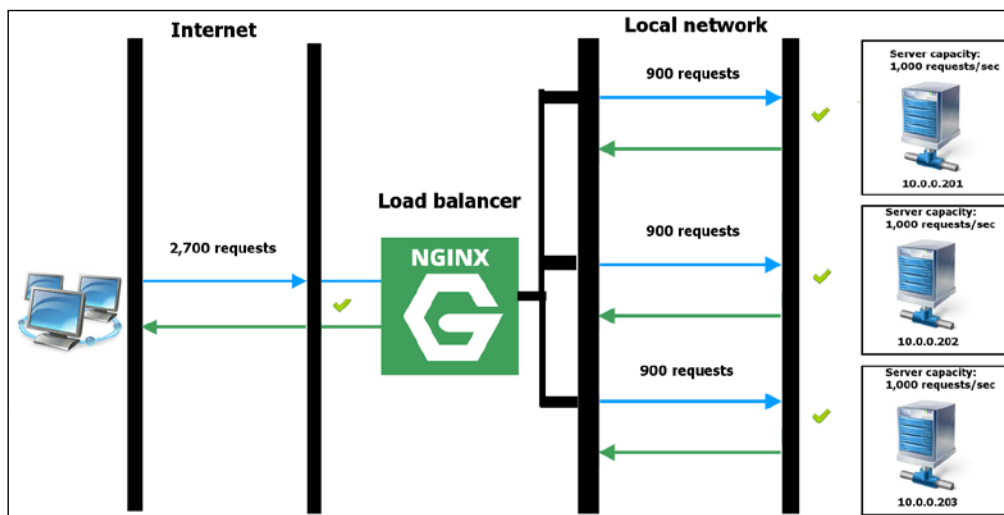 Internet
Local network
Server capacity:
1,000 requests/sec
900 requests
10.0.0.201
Load balancer
NGINX
2,700 requests
900 requests
Server capacity:
1,000 requests/sec
10.0.0.202
900 requests
Server capacity:
1,000 requests/sec
10.0.0.203